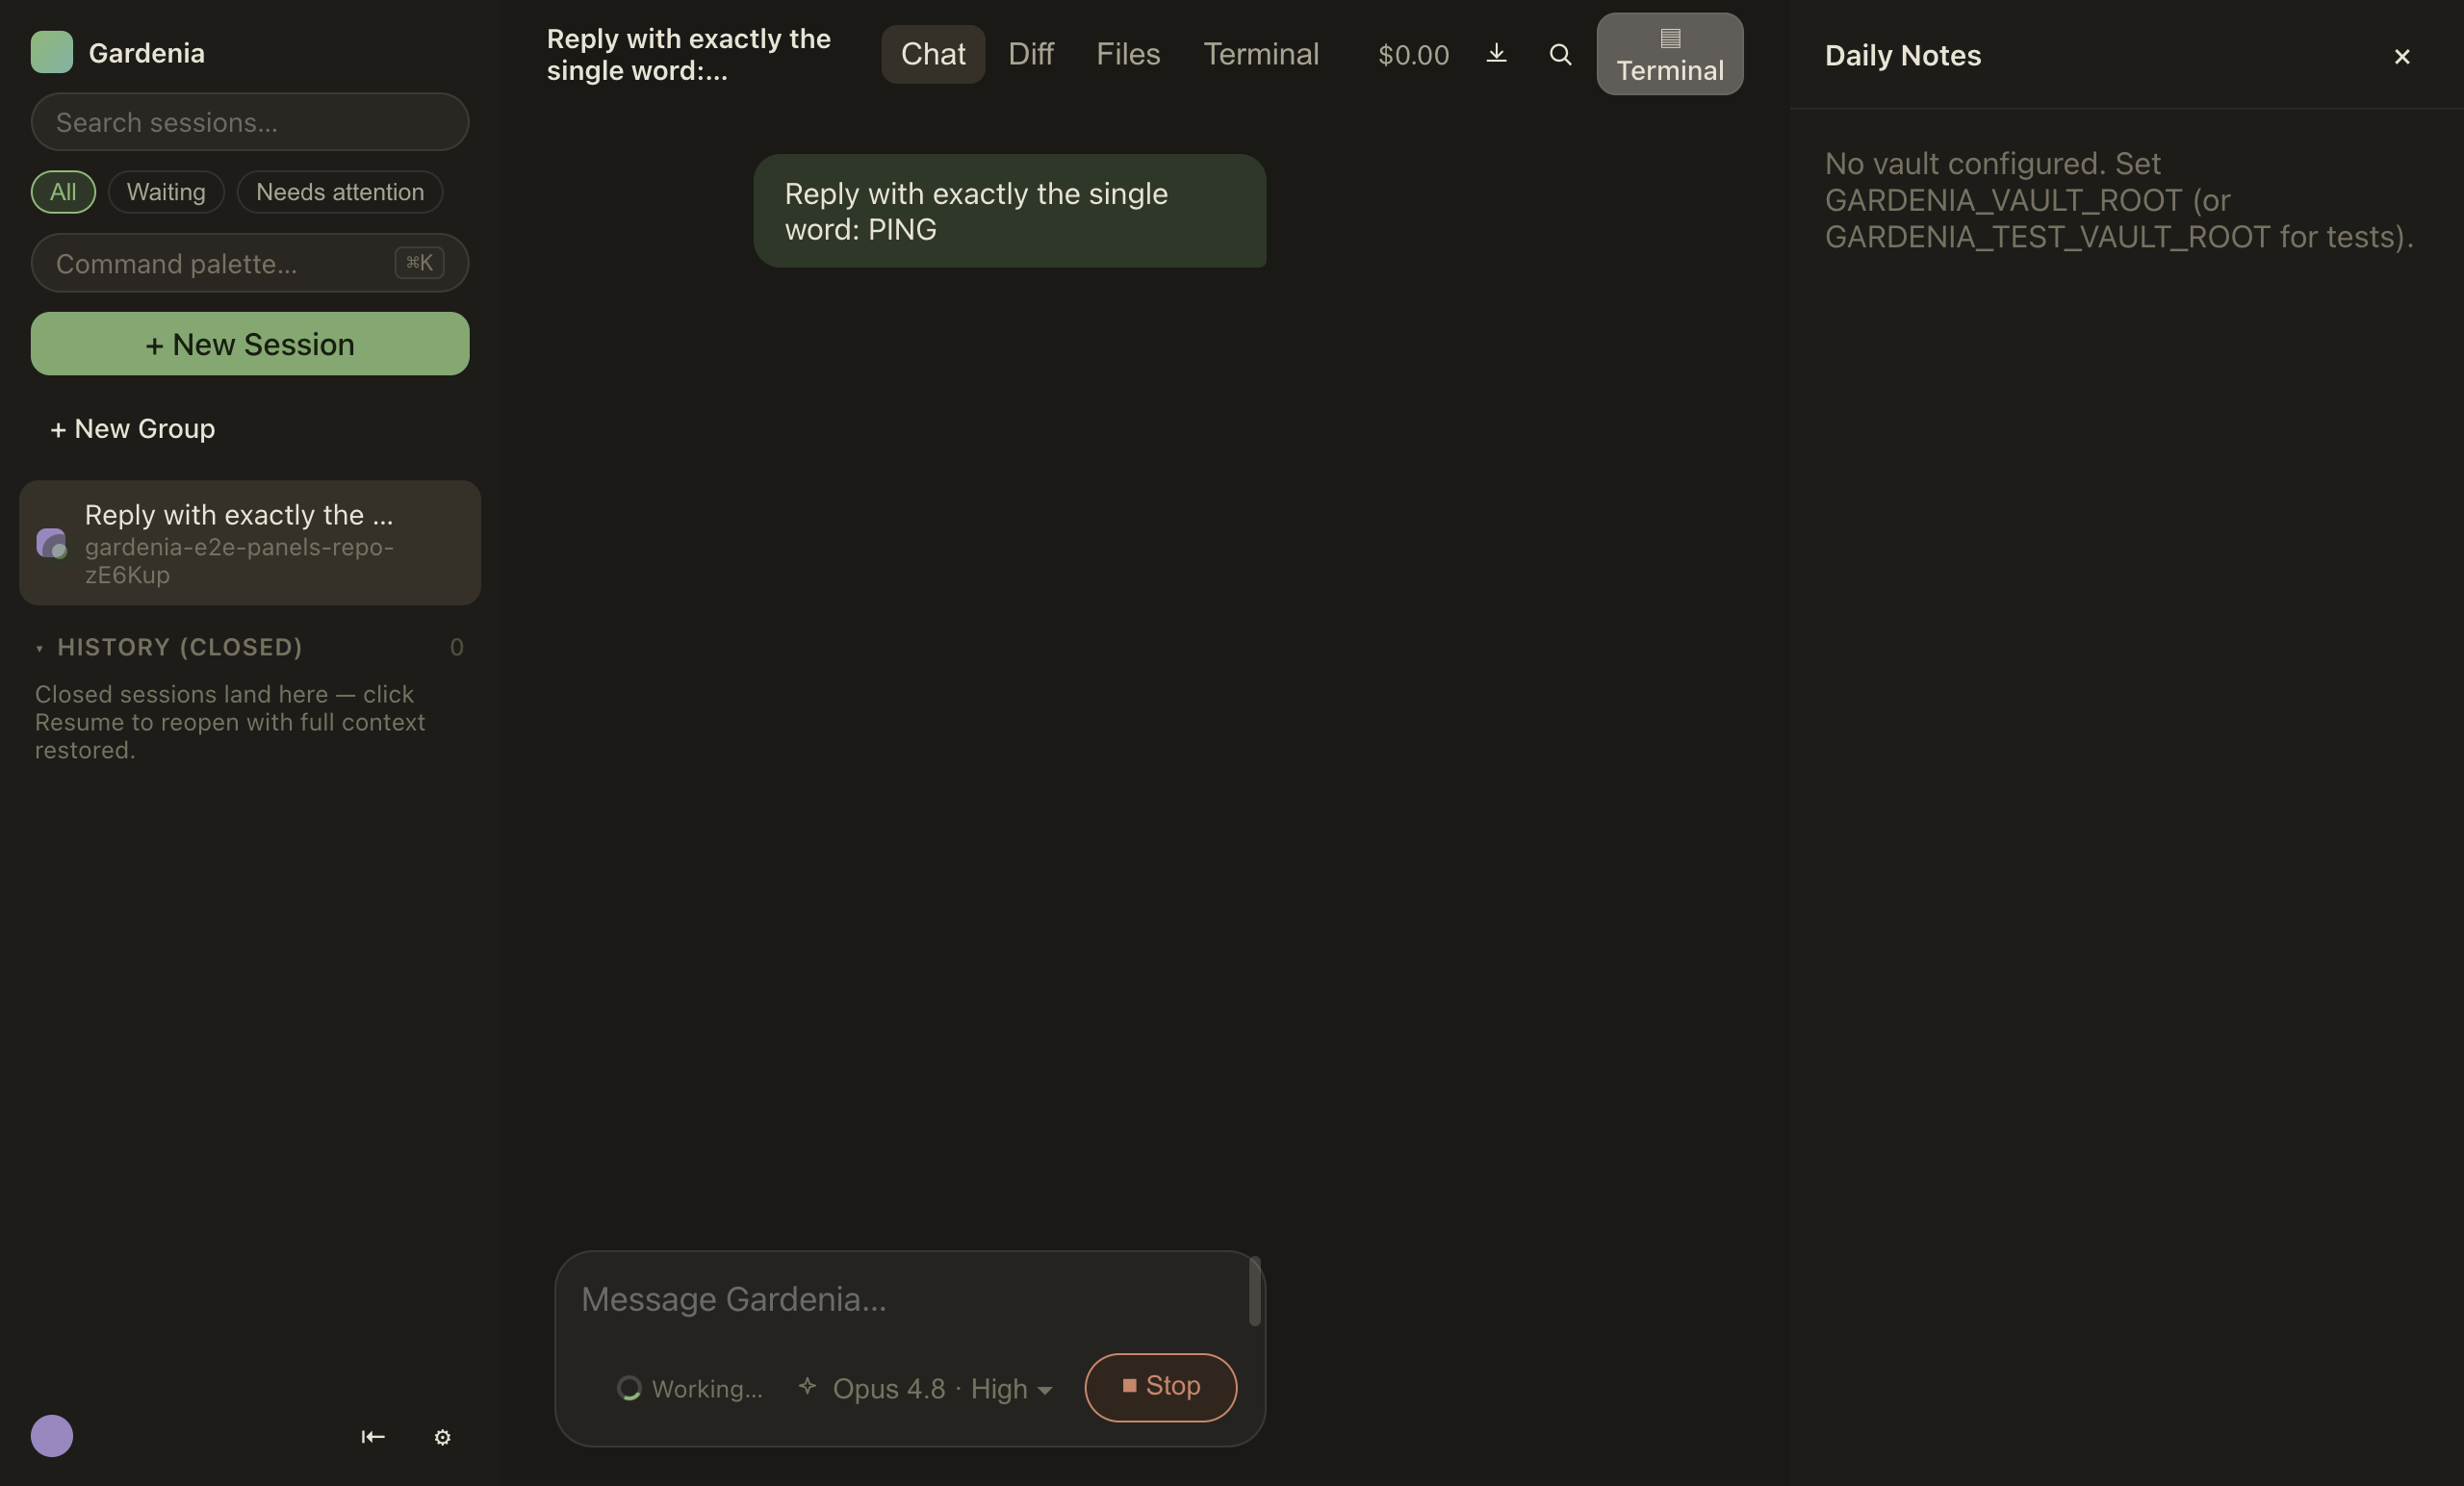 Gardenia
Search sessions…
All
Waiting
Needs attention
Command palette…
⌘K
+ New Session
+ New Group
Reply with exactly the …
gardenia-e2e-panels-repo-
zE6Kup
HISTORY (CLOSED)
0
Closed sessions land here — click
Resume to reopen with full context
restored.
Reply with exactly the
single word:…
Chat
Diff
Files
Terminal
$0.00
Terminal
Reply with exactly the single
word: PING
Message Gardenia…
Working…
Opus 4.8 · High
Stop
Daily Notes
No vault configured. Set
GARDENIA_VAULT_ROOT (or
GARDENIA_TEST_VAULT_ROOT for tests).